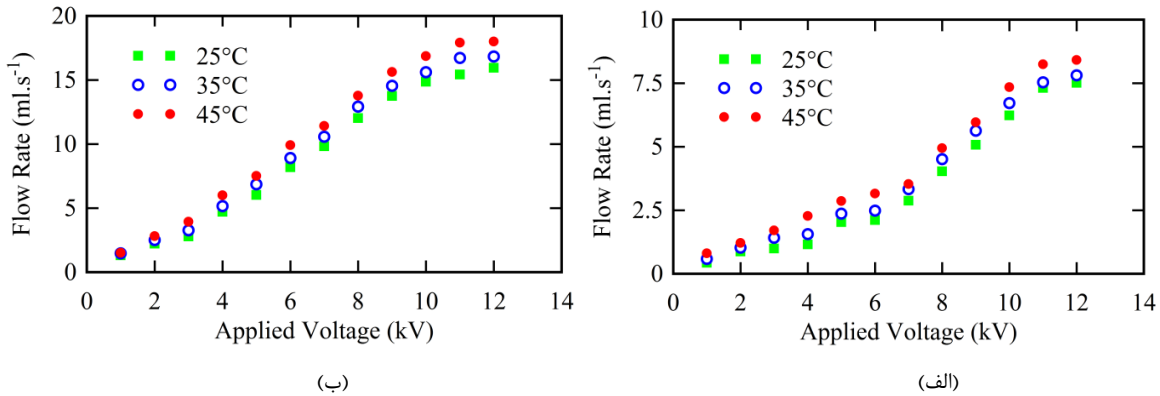 20
15
10
5
0
Flow Rate (ml.s⁻¹)
25°C
35°C
45°C
0 2 4 6 8 10 12 14
Applied Voltage (kV)
(ب)
10
7.5
5
2.5
0
Flow Rate (ml.s⁻¹)
25°C
35°C
45°C
0 2 4 6 8 10 12 14
Applied Voltage (kV)
(الف)